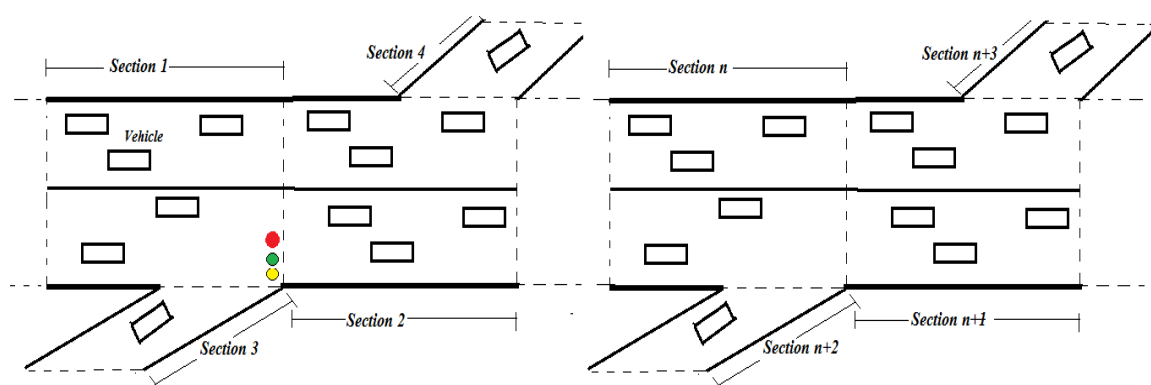 Section 4
Section 1
Vehicle
Section 3
Section 2
Section n+3
Section n
Section n+2
Section n+1